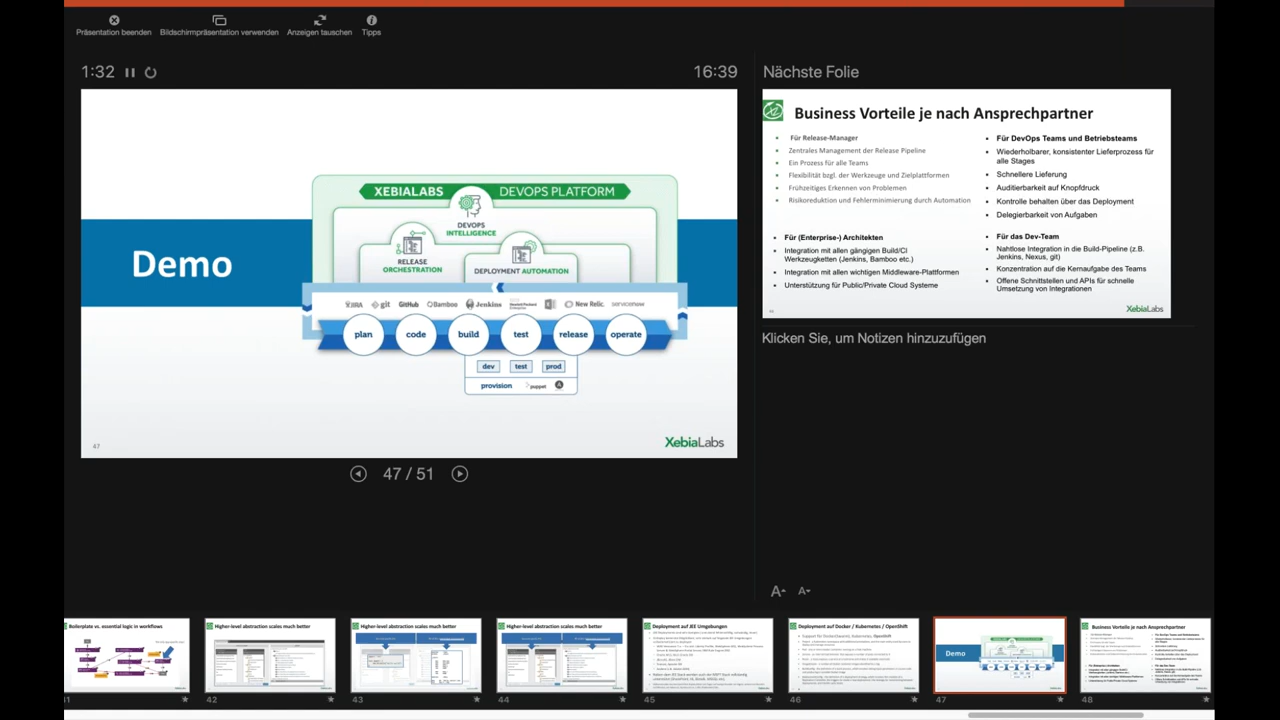 Präsentation beenden
Bildschirmpräsentation verwenden
Anzeigen tauschen
Tipps
1:32
16:39
Demo
XEBIALABS DEVOPS PLATFORM
DEVOPS
INTELLIGENCE
RELEASE
ORCHESTRATION
DEPLOYMENT AUTOMATION
JIRA git GitHub Bamboo Jenkins Hewlett Packard Enterprise New Relic. servicenow
plan code build test release operate
dev test prod
provision puppet A
47
XebiaLabs
47 / 51
Nächste Folie
XL
Business Vorteile je nach Ansprechpartner
Für Release-Manager
Zentrales Management der Release Pipeline
Ein Prozess für alle Teams
Flexibilität bzgl. der Werkzeuge und Zielplattformen
Frühzeitiges Erkennen von Problemen
Risikoreduktion und Fehlerminimierung durch Automation
Für DevOps Teams und Betriebsteams
Wiederholbarer, konsistenter Lieferprozess für
alle Stages
Schnellere Lieferung
Auditierbarkeit auf Knopfdruck
Kontrolle behalten über das Deployment
Delegierbarkeit von Aufgaben
Für (Enterprise-) Architekten
Integration mit allen gängigen Build/CI
Werkzeugketten (Jenkins, Bamboo etc.)
Integration mit allen wichtigen Middleware-Plattformen
Unterstützung für Public/Private Cloud Systeme
Für das Dev-Team
Nahtlose Integration in die Build-Pipeline (z.B.
Jenkins, Nexus, git)
Konzentration auf die Kernaufgabe des Teams
Offene Schnittstellen und APIs für schnelle
Umsetzung von Integrationen
48
XebiaLabs
Klicken Sie, um Notizen hinzuzufügen
A A
Boilerplate vs. essential logic in workflows
Higher-level abstraction scales much better
42
Higher-level abstraction scales much better
43
Higher-level abstraction scales much better
44
Deployment auf JEE Umgebungen
45
Deployment auf Docker / Kubernetes / OpenShift
46
Demo
47
Business Vorteile je nach Ansprechpartner
48